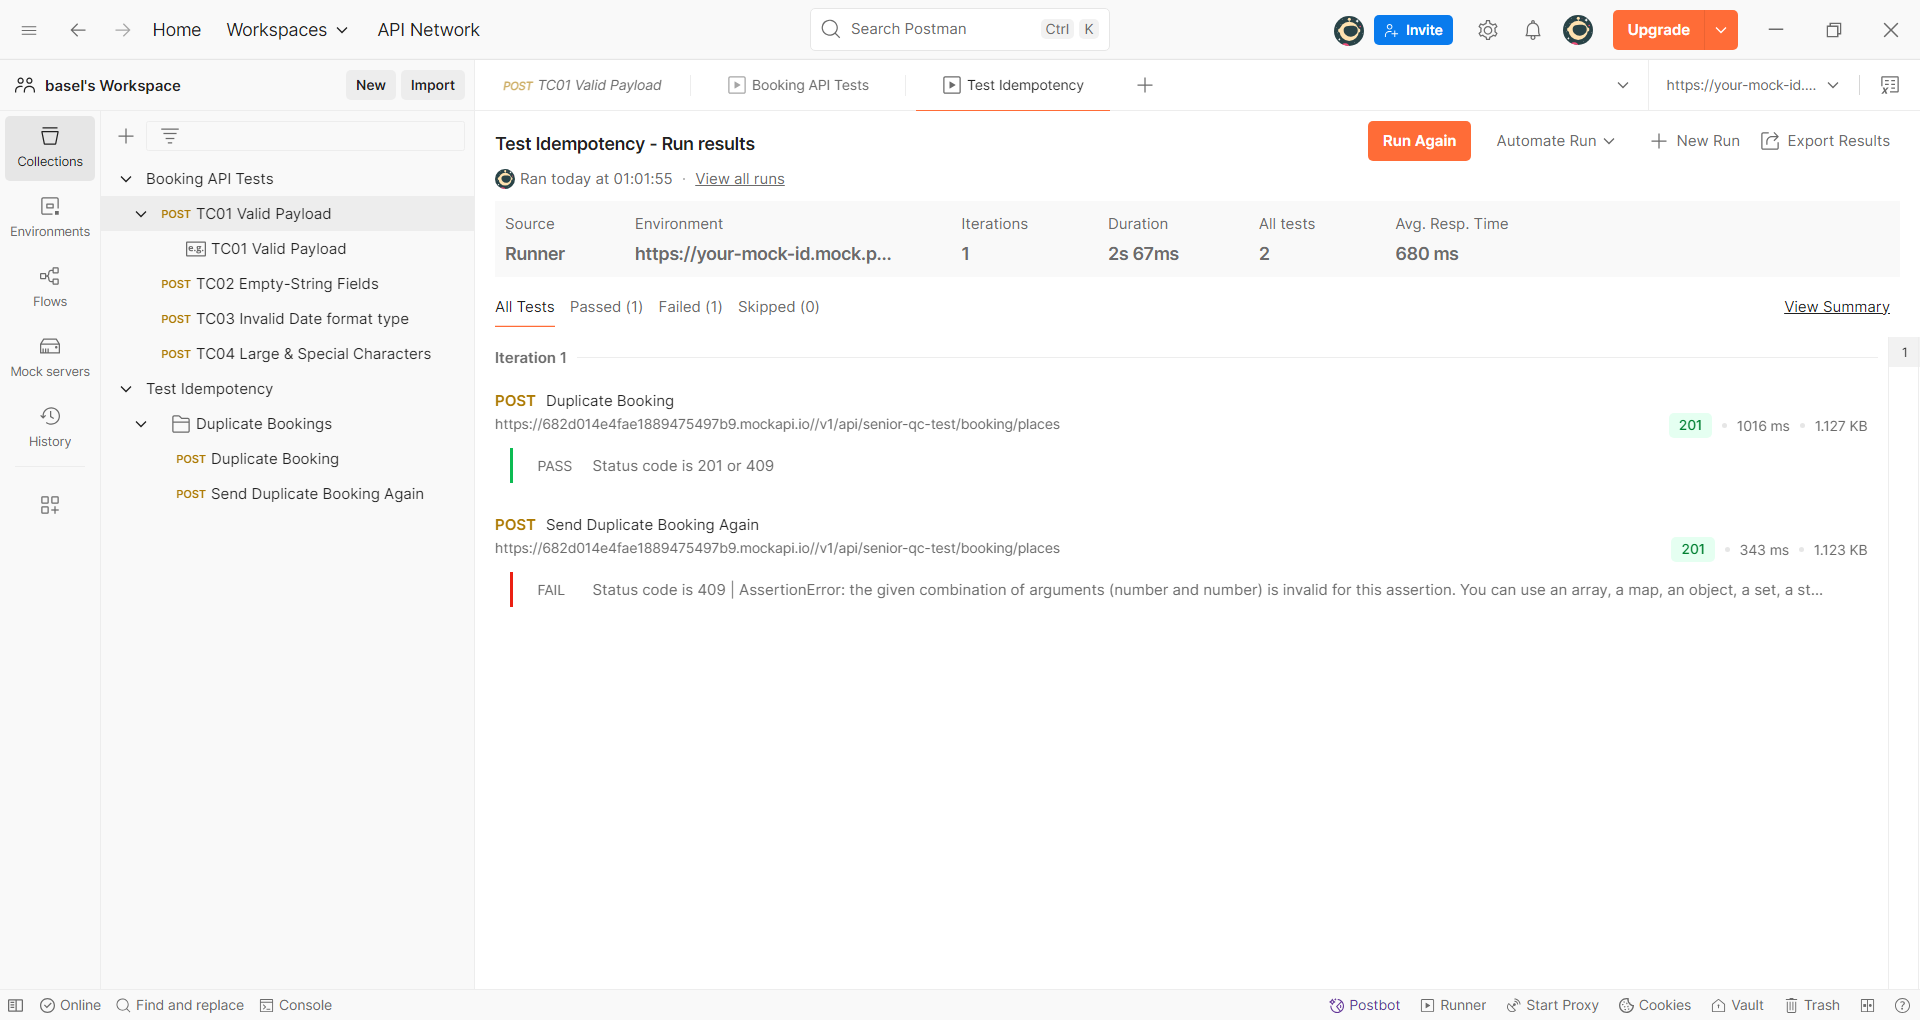 Home
Workspaces
API Network
Search Postman
Ctrl
K
Invite
Upgrade
basel's Workspace
New
Import
POST TC01 Valid Payload
Booking API Tests
Test Idempotency
https://your-mock-id....
Collections
Environments
Flows
Mock servers
History
Booking API Tests
POST TC01 Valid Payload
e.g. TC01 Valid Payload
POST TC02 Empty-String Fields
POST TC03 Invalid Date format type
POST TC04 Large & Special Characters
Test Idempotency
Duplicate Bookings
POST Duplicate Booking
POST Send Duplicate Booking Again
Test Idempotency - Run results
Run Again
Automate Run
New Run
Export Results
Ran today at 01:01:55 · View all runs
Source
Environment
Iterations
Duration
All tests
Avg. Resp. Time
Runner
https://your-mock-id.mock.p...
1
2s 67ms
2
680 ms
All Tests
Passed (1)
Failed (1)
Skipped (0)
View Summary
Iteration 1
1
POST Duplicate Booking
https://682d014e4fae1889475497b9.mockapi.io//v1/api/senior-qc-test/booking/places
201 • 1016 ms • 1.127 KB
PASS Status code is 201 or 409
POST Send Duplicate Booking Again
https://682d014e4fae1889475497b9.mockapi.io//v1/api/senior-qc-test/booking/places
201 • 343 ms • 1.123 KB
FAIL Status code is 409 | AssertionError: the given combination of arguments (number and number) is invalid for this assertion. You can use an array, a map, an object, a set, a st...
Online
Find and replace
Console
Postbot
Runner
Start Proxy
Cookies
Vault
Trash